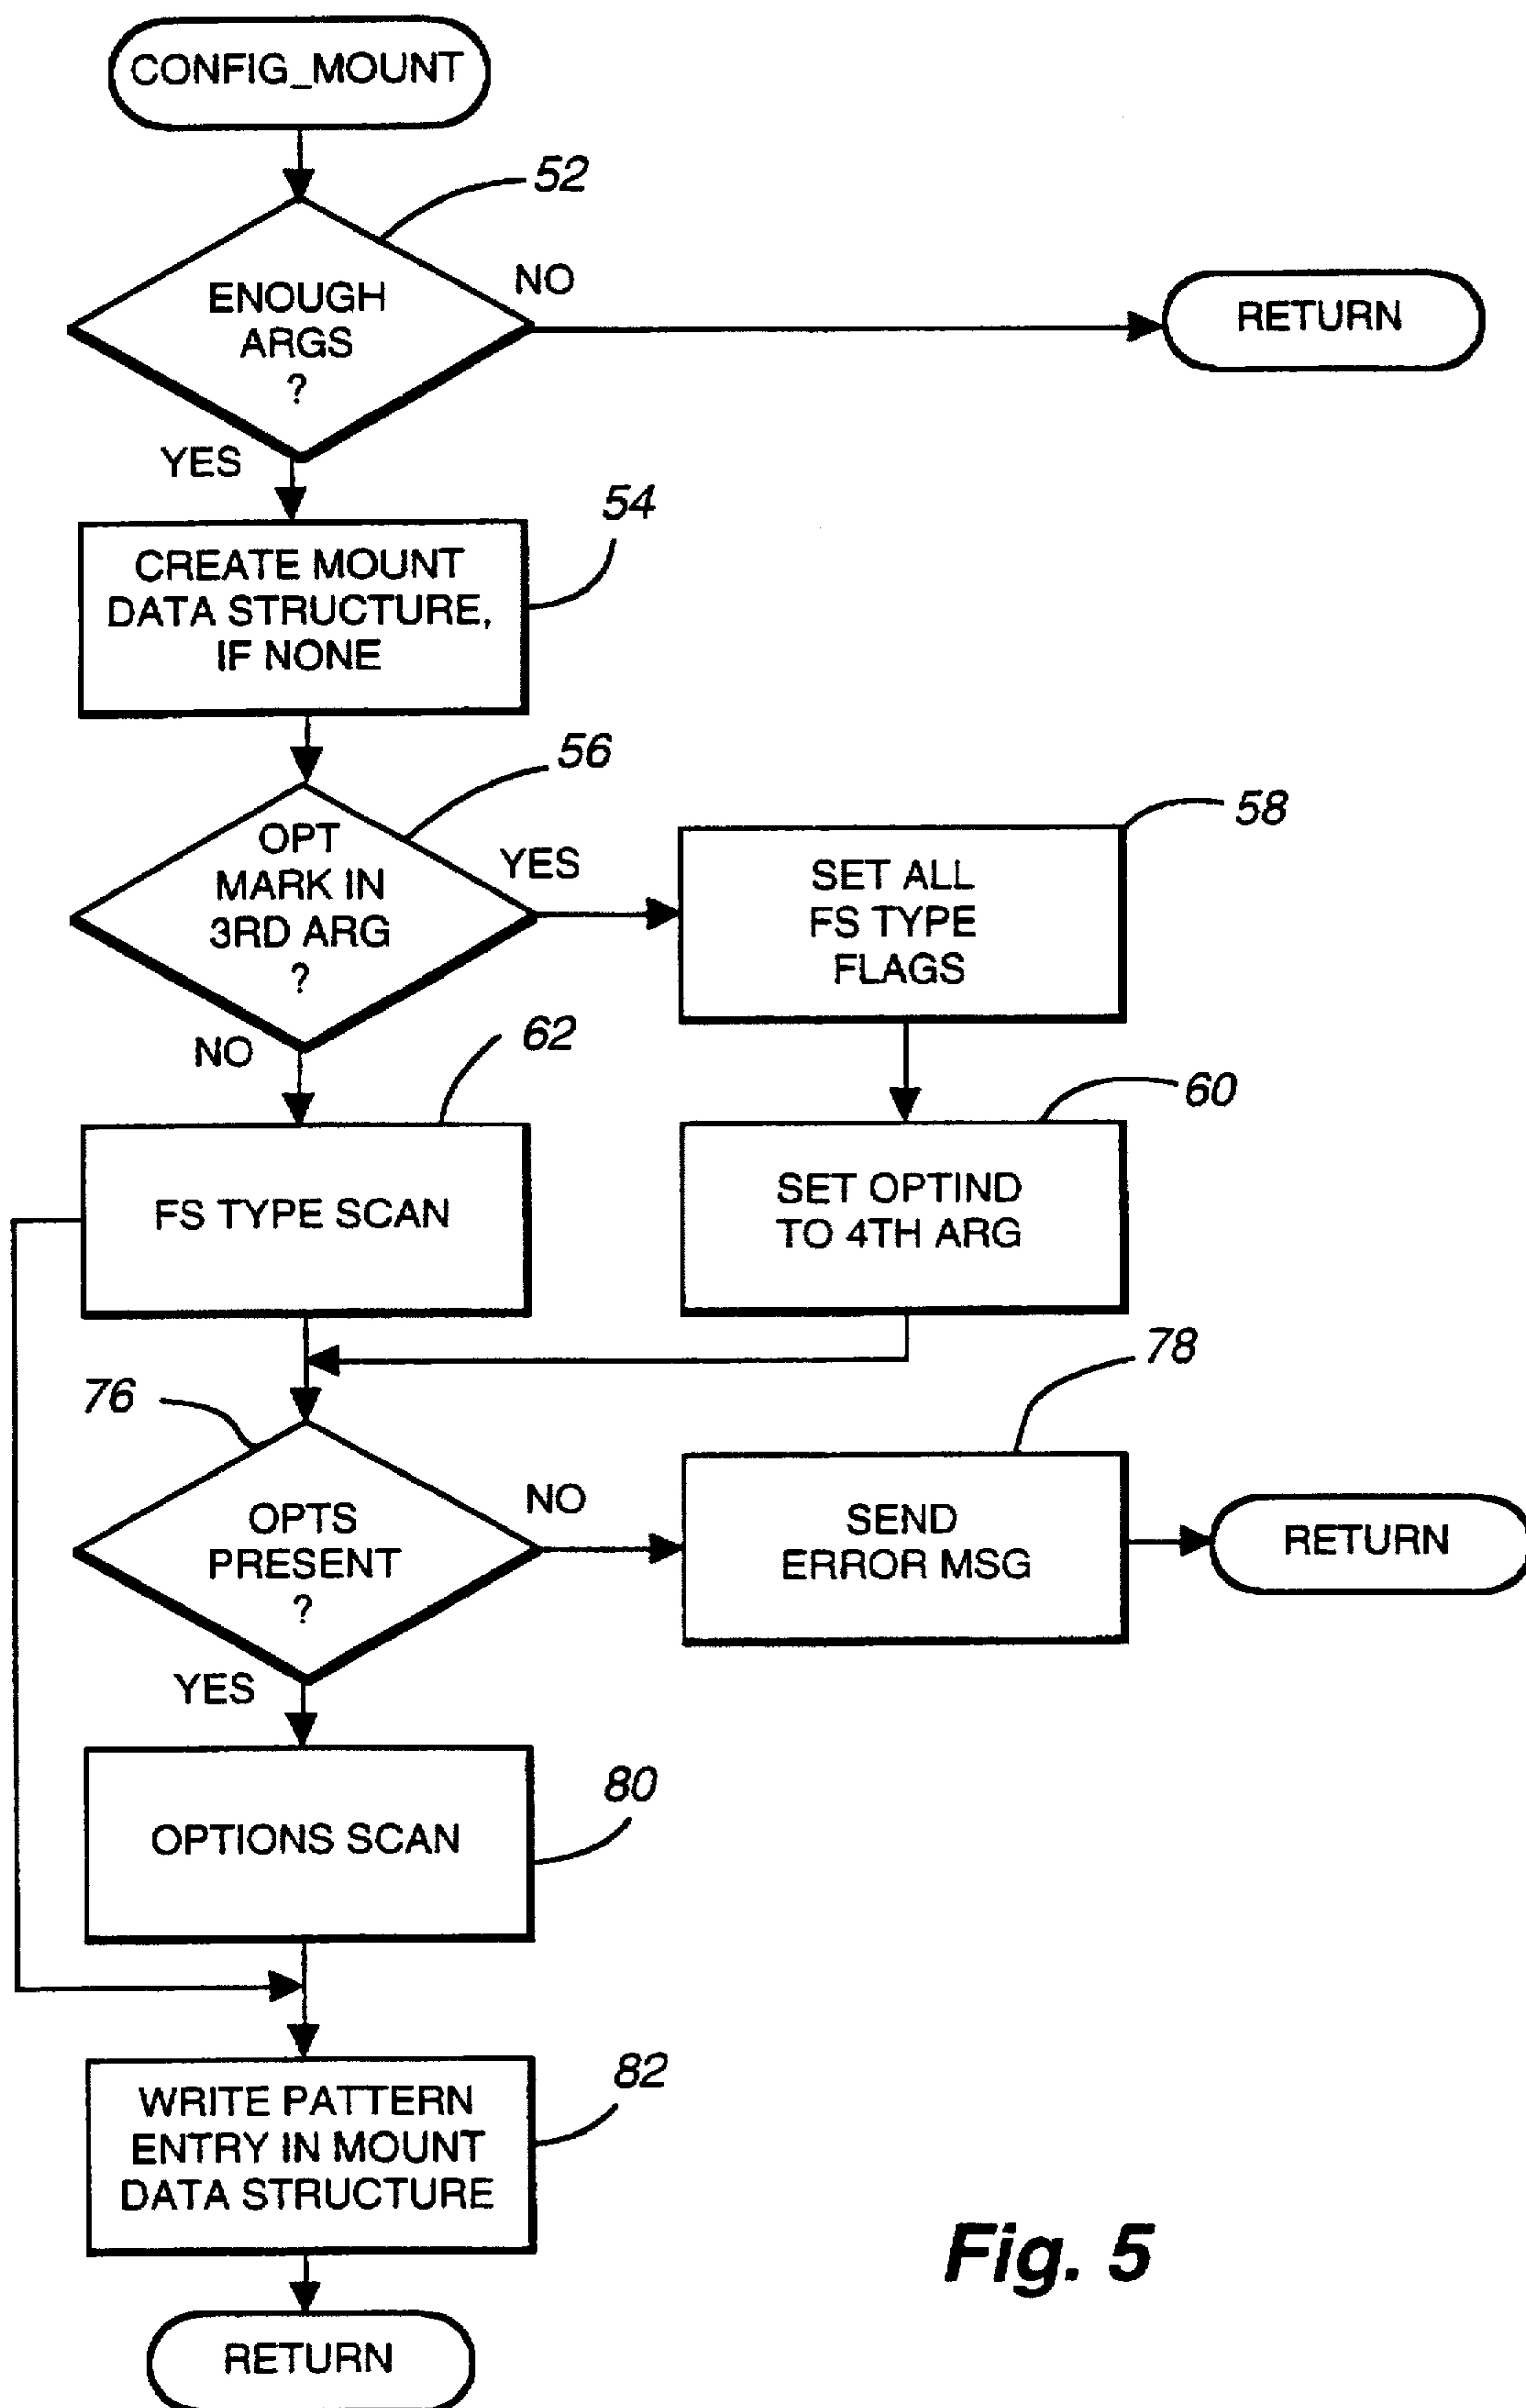 CONFIG_MOUNT
52
ENOUGH
ARGS
?
NO
RETURN
YES
54
CREATE MOUNT
DATA STRUCTURE,
IF NONE
56
OPT
MARK IN
3RD ARG
?
YES
58
SET ALL
FS TYPE
FLAGS
NO
62
FS TYPE SCAN
60
SET OPTIND
TO 4TH ARG
76
OPTS
PRESENT
?
NO
78
SEND
ERROR MSG
RETURN
YES
80
OPTIONS SCAN
82
WRITE PATTERN
ENTRY IN MOUNT
DATA STRUCTURE
RETURN
Fig. 5